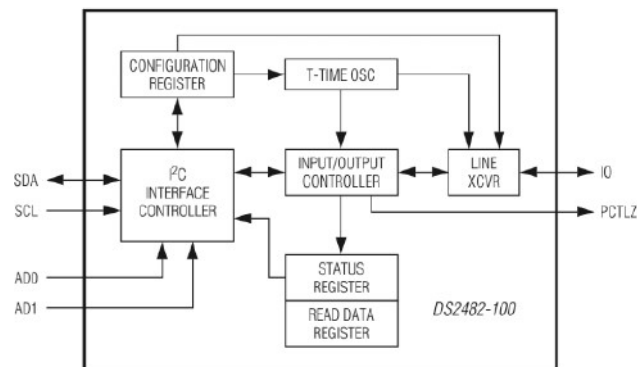 CONFIGURATION
REGISTER
T-TIME OSC
SDA
SCL
I²C
INTERFACE
CONTROLLER
INPUT/OUTPUT
CONTROLLER
LINE
XCVR
IO
PCTLZ
AD0
AD1
STATUS
REGISTER
READ DATA
REGISTER
DS2482-100